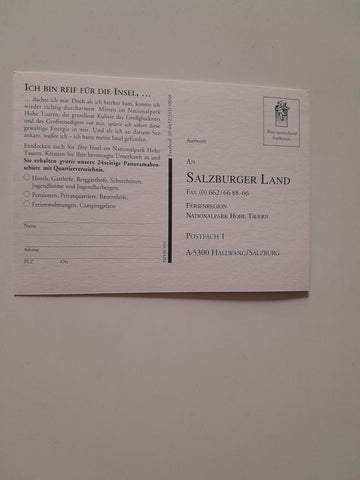 ICH BIN REIF FÜR DIE INSEL, ...
... dachte ich mir. Doch als ich hierher kam, konnte ich
wieder richtig durchatmen. Mitten im Nationalpark
Hohe Tauern, die grandiose Kulisse des Großglockners
und des Großvenedigers vor mir, spürte ich sofort diese
gewaltige Energie in mir. Und als ich an diesem See
ankam, wußte ich – ich hatte meine Insel gefunden.
Entdecken auch Sie Ihre Insel im Nationalpark Hohe
Tauern. Kreuzen Sie Ihre bevorzugte Unterkunft an und
Sie erhalten gratis unsere 24seitige Panoramabro-
schüre mit Quartierverzeichnis.
Hotels, Gasthöfe, Berggasthöfe, Schutzhütten,
Jugendheime und Jugendherbergen,
Pensionen, Privatquartiere, Bauernhöfe,
Ferienwohnungen, Campingplätze
Name
Adresse
PLZ Ort
Bitte ausreichend
frankieren
Antwort
AN
SALZBURGER LAND
FAX (0) 662 / 66 88-66
FERIENREGION
NATIONALPARK HOHE TAUERN
POSTFACH 1
A-5300 HALLWANG/SALZBURG